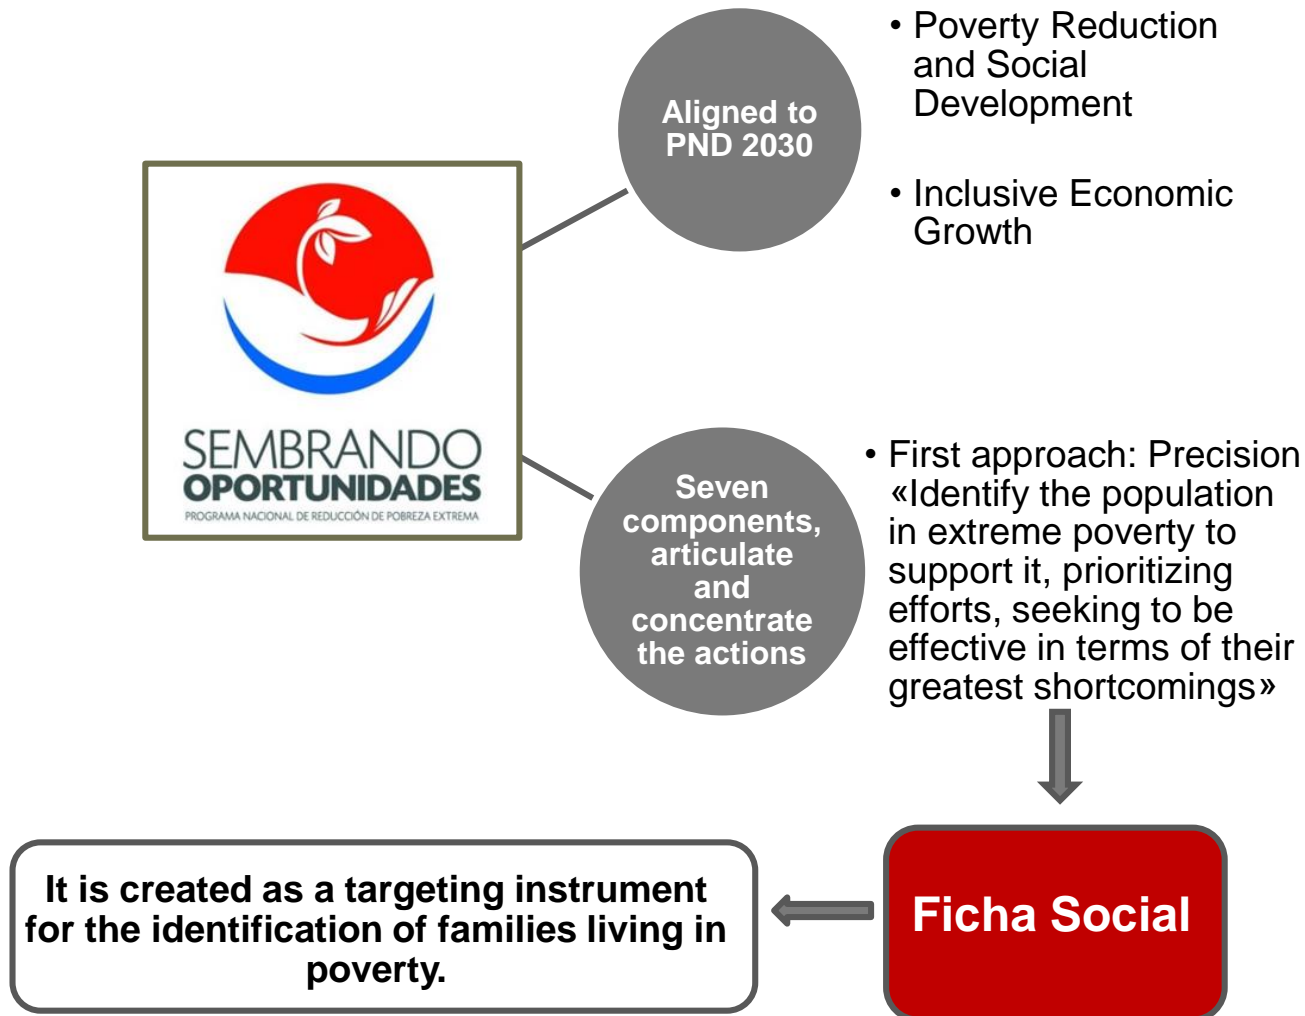 SEMBRANDO
OPORTUNIDADES
PROGRAMA NACIONAL DE REDUCCIÓN DE POBREZA EXTREMA
Aligned to
PND 2030
• Poverty Reduction
and Social
Development
• Inclusive Economic
Growth
Seven
components,
articulate
and
concentrate
the actions
• First approach: Precision
«Identify the population
in extreme poverty to
support it, prioritizing
efforts, seeking to be
effective in terms of their
greatest shortcomings»
Ficha Social
It is created as a targeting instrument
for the identification of families living in
poverty.